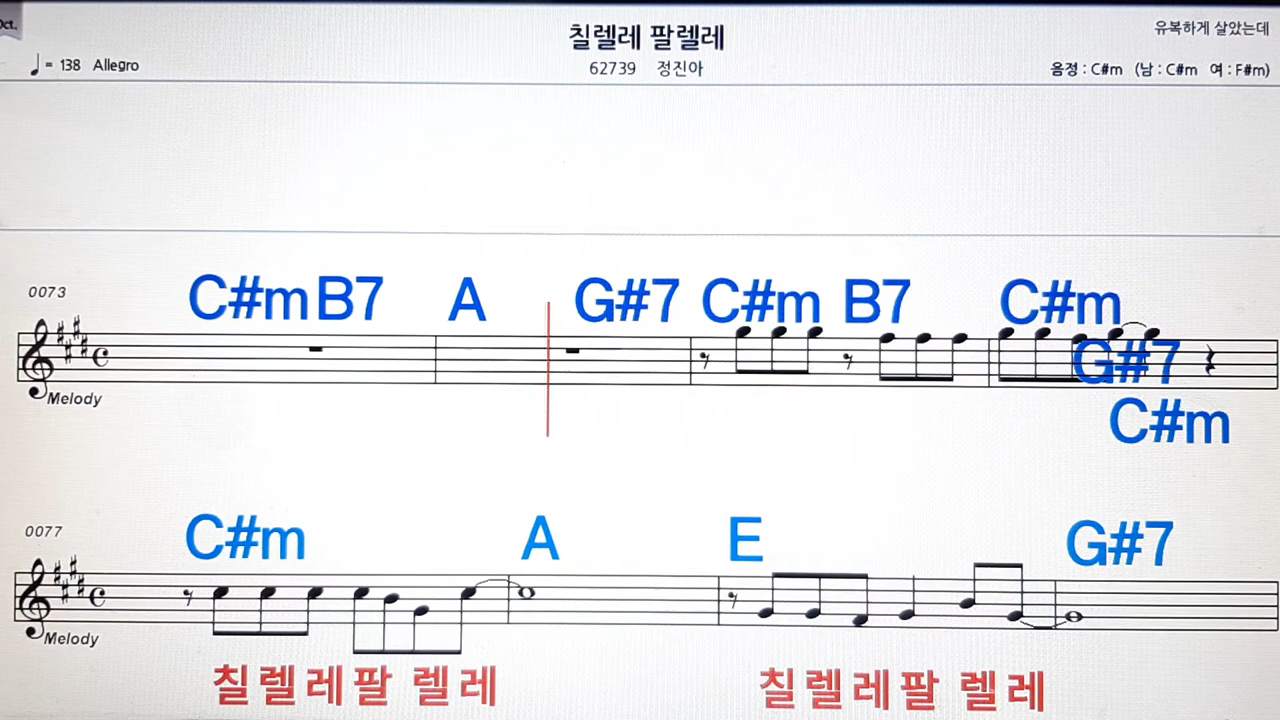 Oct.
칠렐레 팔렐레
유복하게 살았는데
= 138 Allegro
62739 정진아
음정 : C#m (남 : C#m 여 : F#m)
0073
C#m B7 A G#7 C#m B7 C#m
G#7
C#m
Melody
0077
C#m A E G#7
Melody
칠렐레팔 렐레 칠렐레팔 렐레